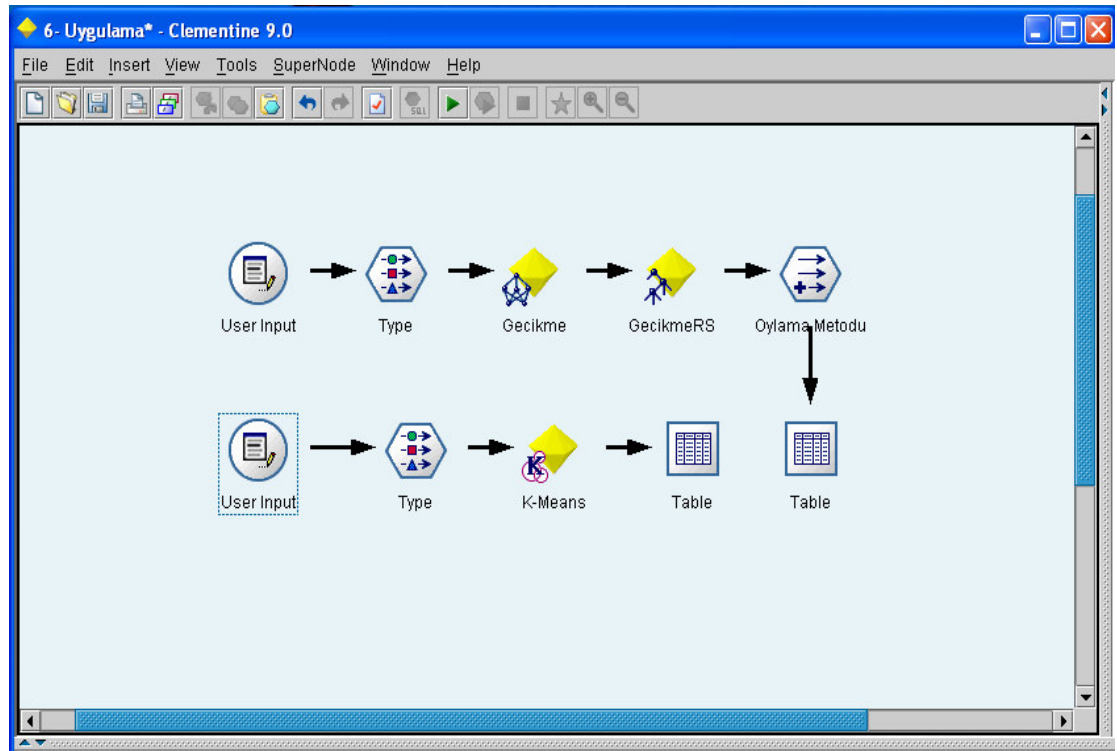 6- Uygulama* - Clementine 9.0
File Edit Insert View Tools SuperNode Window Help
SQL
User Input Type Gecikme GecikmeRS Oylama Metodu
K
User Input Type K-Means Table Table